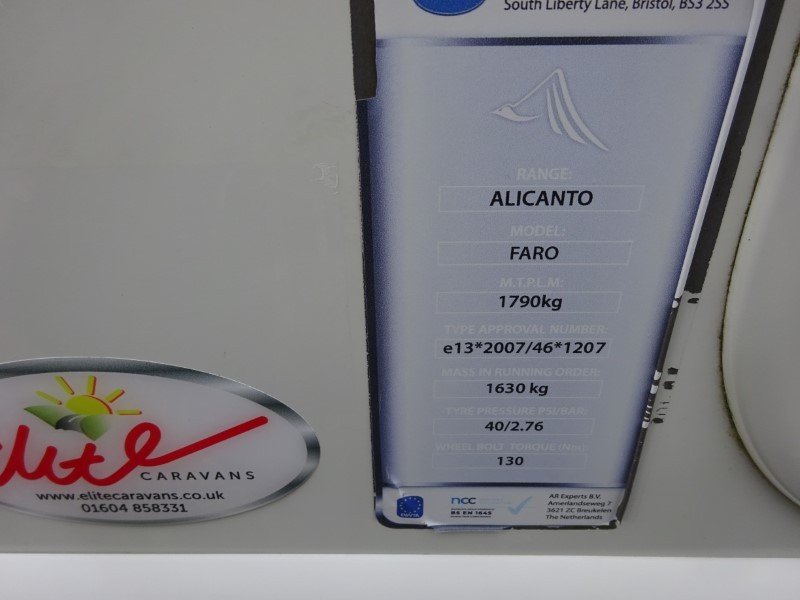 South Liberty Lane, Bristol, BS3 2SS
RANGE:
ALICANTO
MODEL:
FARO
M.T.P.L.M:
1790kg
TYPE APPROVAL NUMBER:
e13*2007/46*1207
MASS IN RUNNING ORDER:
1630 kg
TYRE PRESSURE PSI/BAR:
40/2.76
WHEEL BOLT TORQUE (Nm):
130
EWVTA
ncc
BS EN 1645
AR Experts B.V.
Amerlandseweg 7
3621 ZC Breukelen
The Netherlands
elite
CARAVANS
www.elitecaravans.co.uk
01604 858331